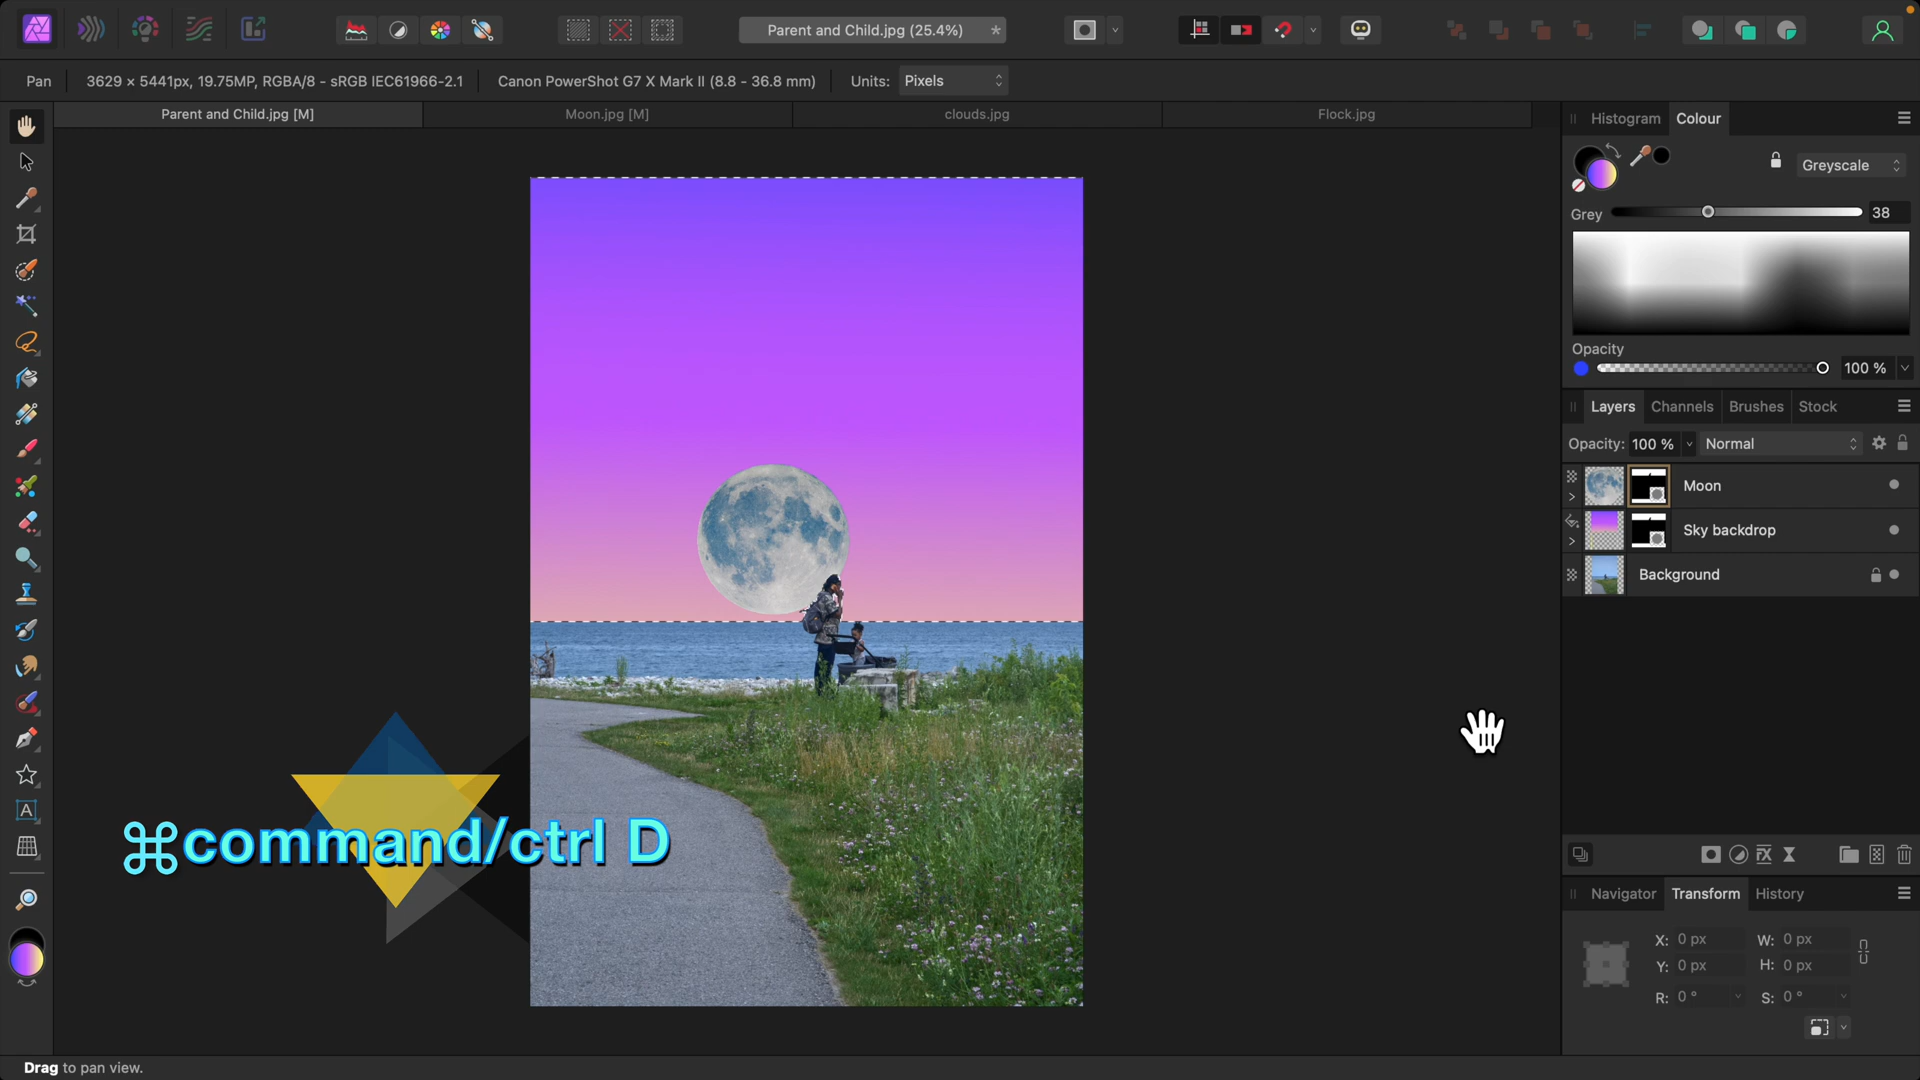 Parent and Child.jpg (25.4%) *
Pan 3629 × 5441px, 19.75MP, RGBA/8 - sRGB IEC61966-2.1 Canon PowerShot G7 X Mark II (8.8 - 36.8 mm) Units: Pixels
Parent and Child.jpg [M] Moon.jpg [M] clouds.jpg Flock.jpg
Histogram Colour
Greyscale
Grey 38
Opacity
100 %
Layers Channels Brushes Stock
Opacity: 100 % Normal
Moon
Sky backdrop
Background
⌘command/ctrl D
Navigator Transform History
X: 0 px W: 0 px
Y: 0 px H: 0 px
R: 0 ° S: 0 °
Drag to pan view.